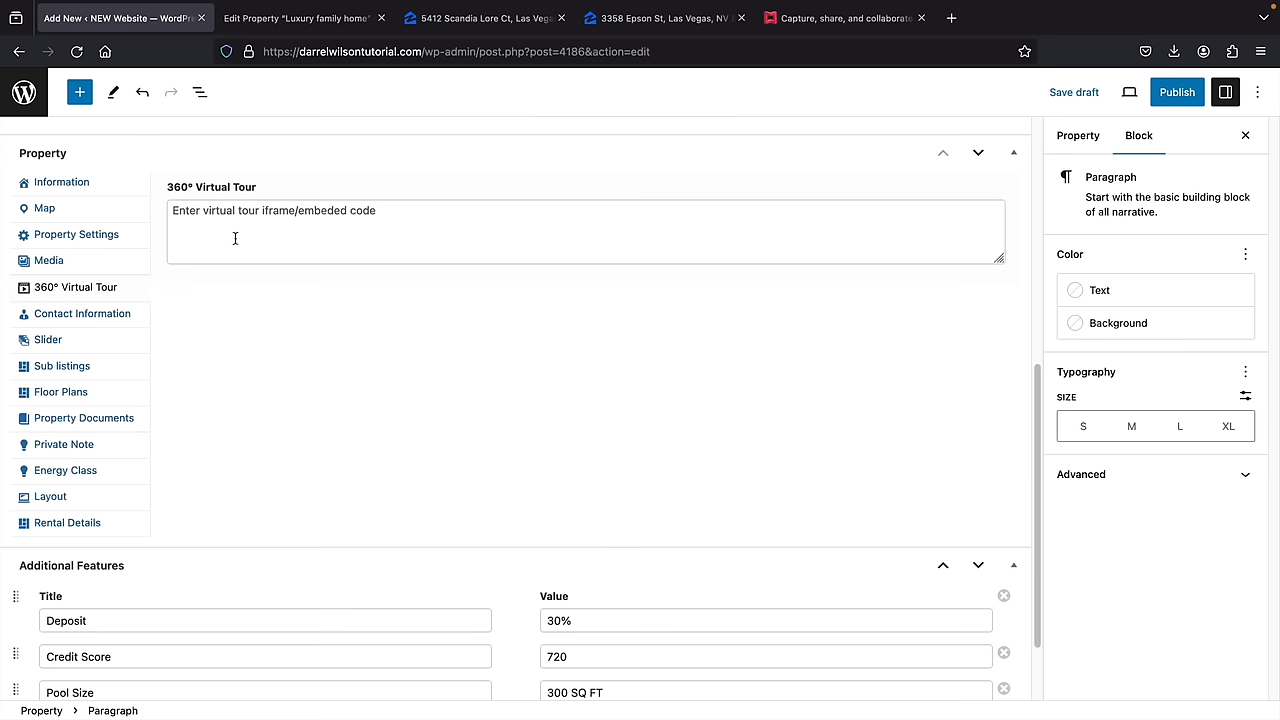 Add New ‹ NEW Website — WordPre
Edit Property "Luxury family home"
5412 Scandia Lore Ct, Las Vega
3358 Epson St, Las Vegas, NV
Capture, share, and collaborate
https://darrelwilsontutorial.com/wp-admin/post.php?post=4186&action=edit
Save draft
Publish
Property
Information
Map
Property Settings
Media
360° Virtual Tour
Contact Information
Slider
Sub listings
Floor Plans
Property Documents
Private Note
Energy Class
Layout
Rental Details
360° Virtual Tour
Enter virtual tour iframe/embeded code
Additional Features
Title
Value
Deposit
30%
Credit Score
720
Pool Size
300 SQ FT
Property
Block
Paragraph
Start with the basic building block
of all narrative.
Color
Text
Background
Typography
SIZE
S M L XL
Advanced
Property > Paragraph